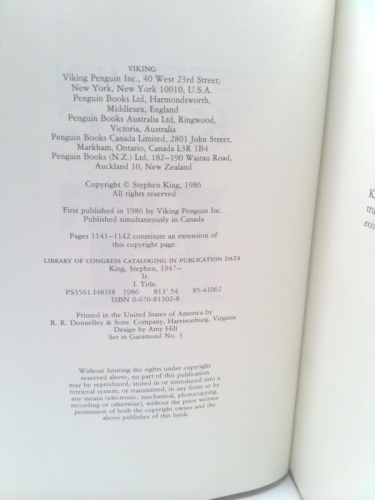 VIKING
Viking Penguin Inc., 40 West 23rd Street,
New York, New York 10010, U.S.A.
Penguin Books Ltd, Harmondsworth,
Middlesex, England
Penguin Books Australia Ltd, Ringwood,
Victoria, Australia
Penguin Books Canada Limited, 2801 John Street,
Markham, Ontario, Canada L3R 1B4
Penguin Books (N.Z.) Ltd, 182–190 Wairau Road,
Auckland 10, New Zealand
Copyright © Stephen King, 1986
All rights reserved
First published in 1986 by Viking Penguin Inc.
Published simultaneously in Canada
Pages 1141–1142 constitute an extension of
this copyright page.
LIBRARY OF CONGRESS CATALOGING IN PUBLICATION DATA
King, Stephen, 1947–
It.
I. Title.
PS3561.I483I8 1986 813'.54 85-41062
ISBN 0-670-81302-8
Printed in the United States of America by
R. R. Donnelley & Sons Company, Harrisonburg, Virginia
Design by Amy Hill
Set in Garamond No. 3
Without limiting the rights under copyright
reserved above, no part of this publication
may be reproduced, stored in or introduced into a
retrieval system, or transmitted, in any form or by
any means (electronic, mechanical, photocopying,
recording or otherwise), without the prior written
permission of both the copyright owner and the
above publisher of this book.
K
tru
exis